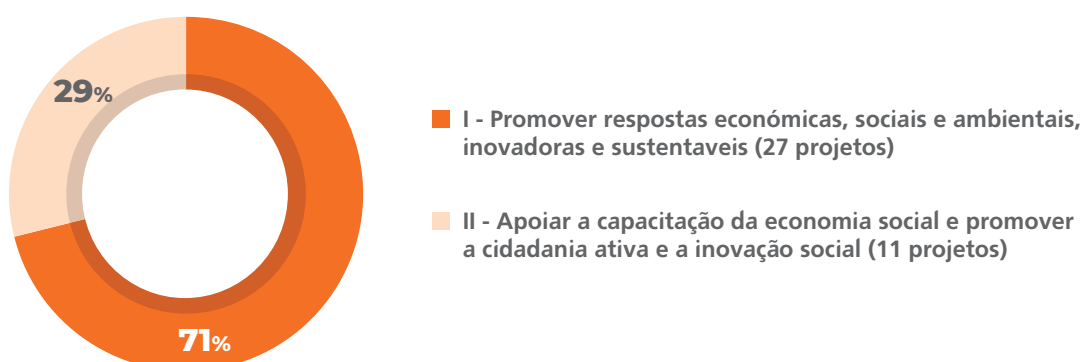 29%
I - Promover respostas económicas, sociais e ambientais,
inovadoras e sustentaveis (27 projetos)
II - Apoiar a capacitação da economia social e promover
a cidadania ativa e a inovação social (11 projetos)
71%